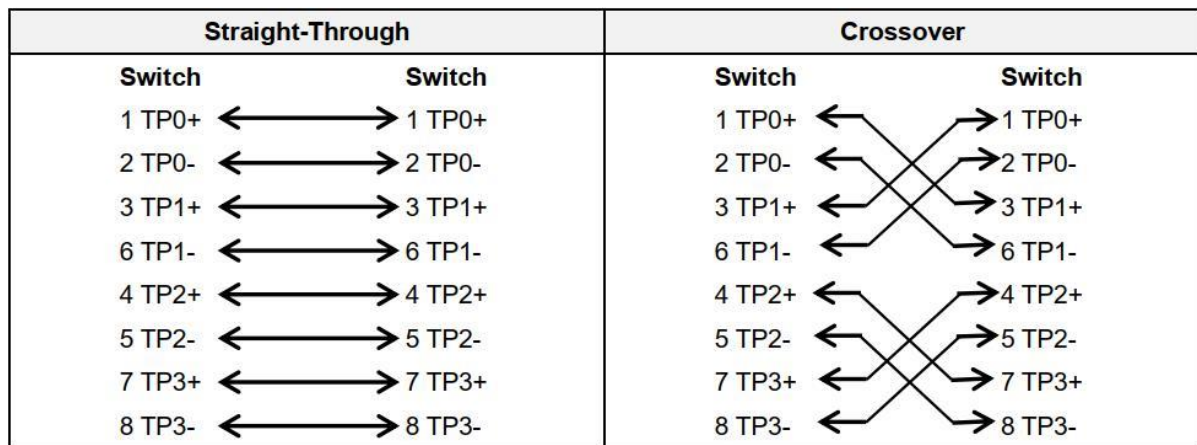 Straight-Through Crossover
Switch Switch Switch Switch
1 TP0+ 1 TP0+ 1 TP0+ 1 TP0+
2 TP0- 2 TP0- 2 TP0- 2 TP0-
3 TP1+ 3 TP1+ 3 TP1+ 3 TP1+
6 TP1- 6 TP1- 6 TP1- 6 TP1-
4 TP2+ 4 TP2+ 4 TP2+ 4 TP2+
5 TP2- 5 TP2- 5 TP2- 5 TP2-
7 TP3+ 7 TP3+ 7 TP3+ 7 TP3+
8 TP3- 8 TP3- 8 TP3- 8 TP3-